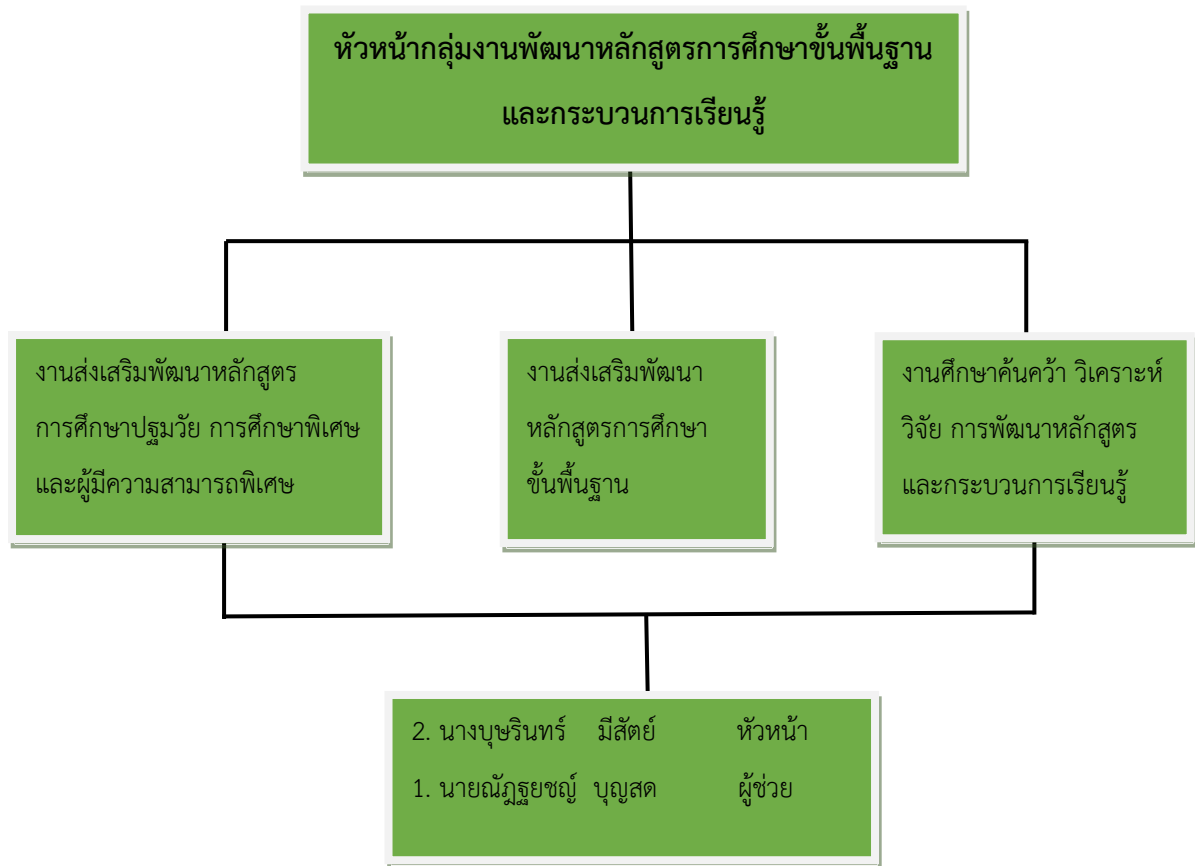 หัวหน้ากลุ่มงานพัฒนาหลักสูตรการศึกษาขั้นพื้นฐาน
และกระบวนการเรียนรู้
งานส่งเสริมพัฒนาหลักสูตร
การศึกษาปฐมวัย การศึกษาพิเศษ
และผู้มีความสามารถพิเศษ
งานส่งเสริมพัฒนา
หลักสูตรการศึกษา
ขั้นพื้นฐาน
งานศึกษาค้นคว้า วิเคราะห์
วิจัย การพัฒนาหลักสูตร
และกระบวนการเรียนรู้
2. นางบุษรินทร์ มีสัตย์ หัวหน้า
1. นายณัฎฐยชญ์ บุญสด ผู้ช่วย